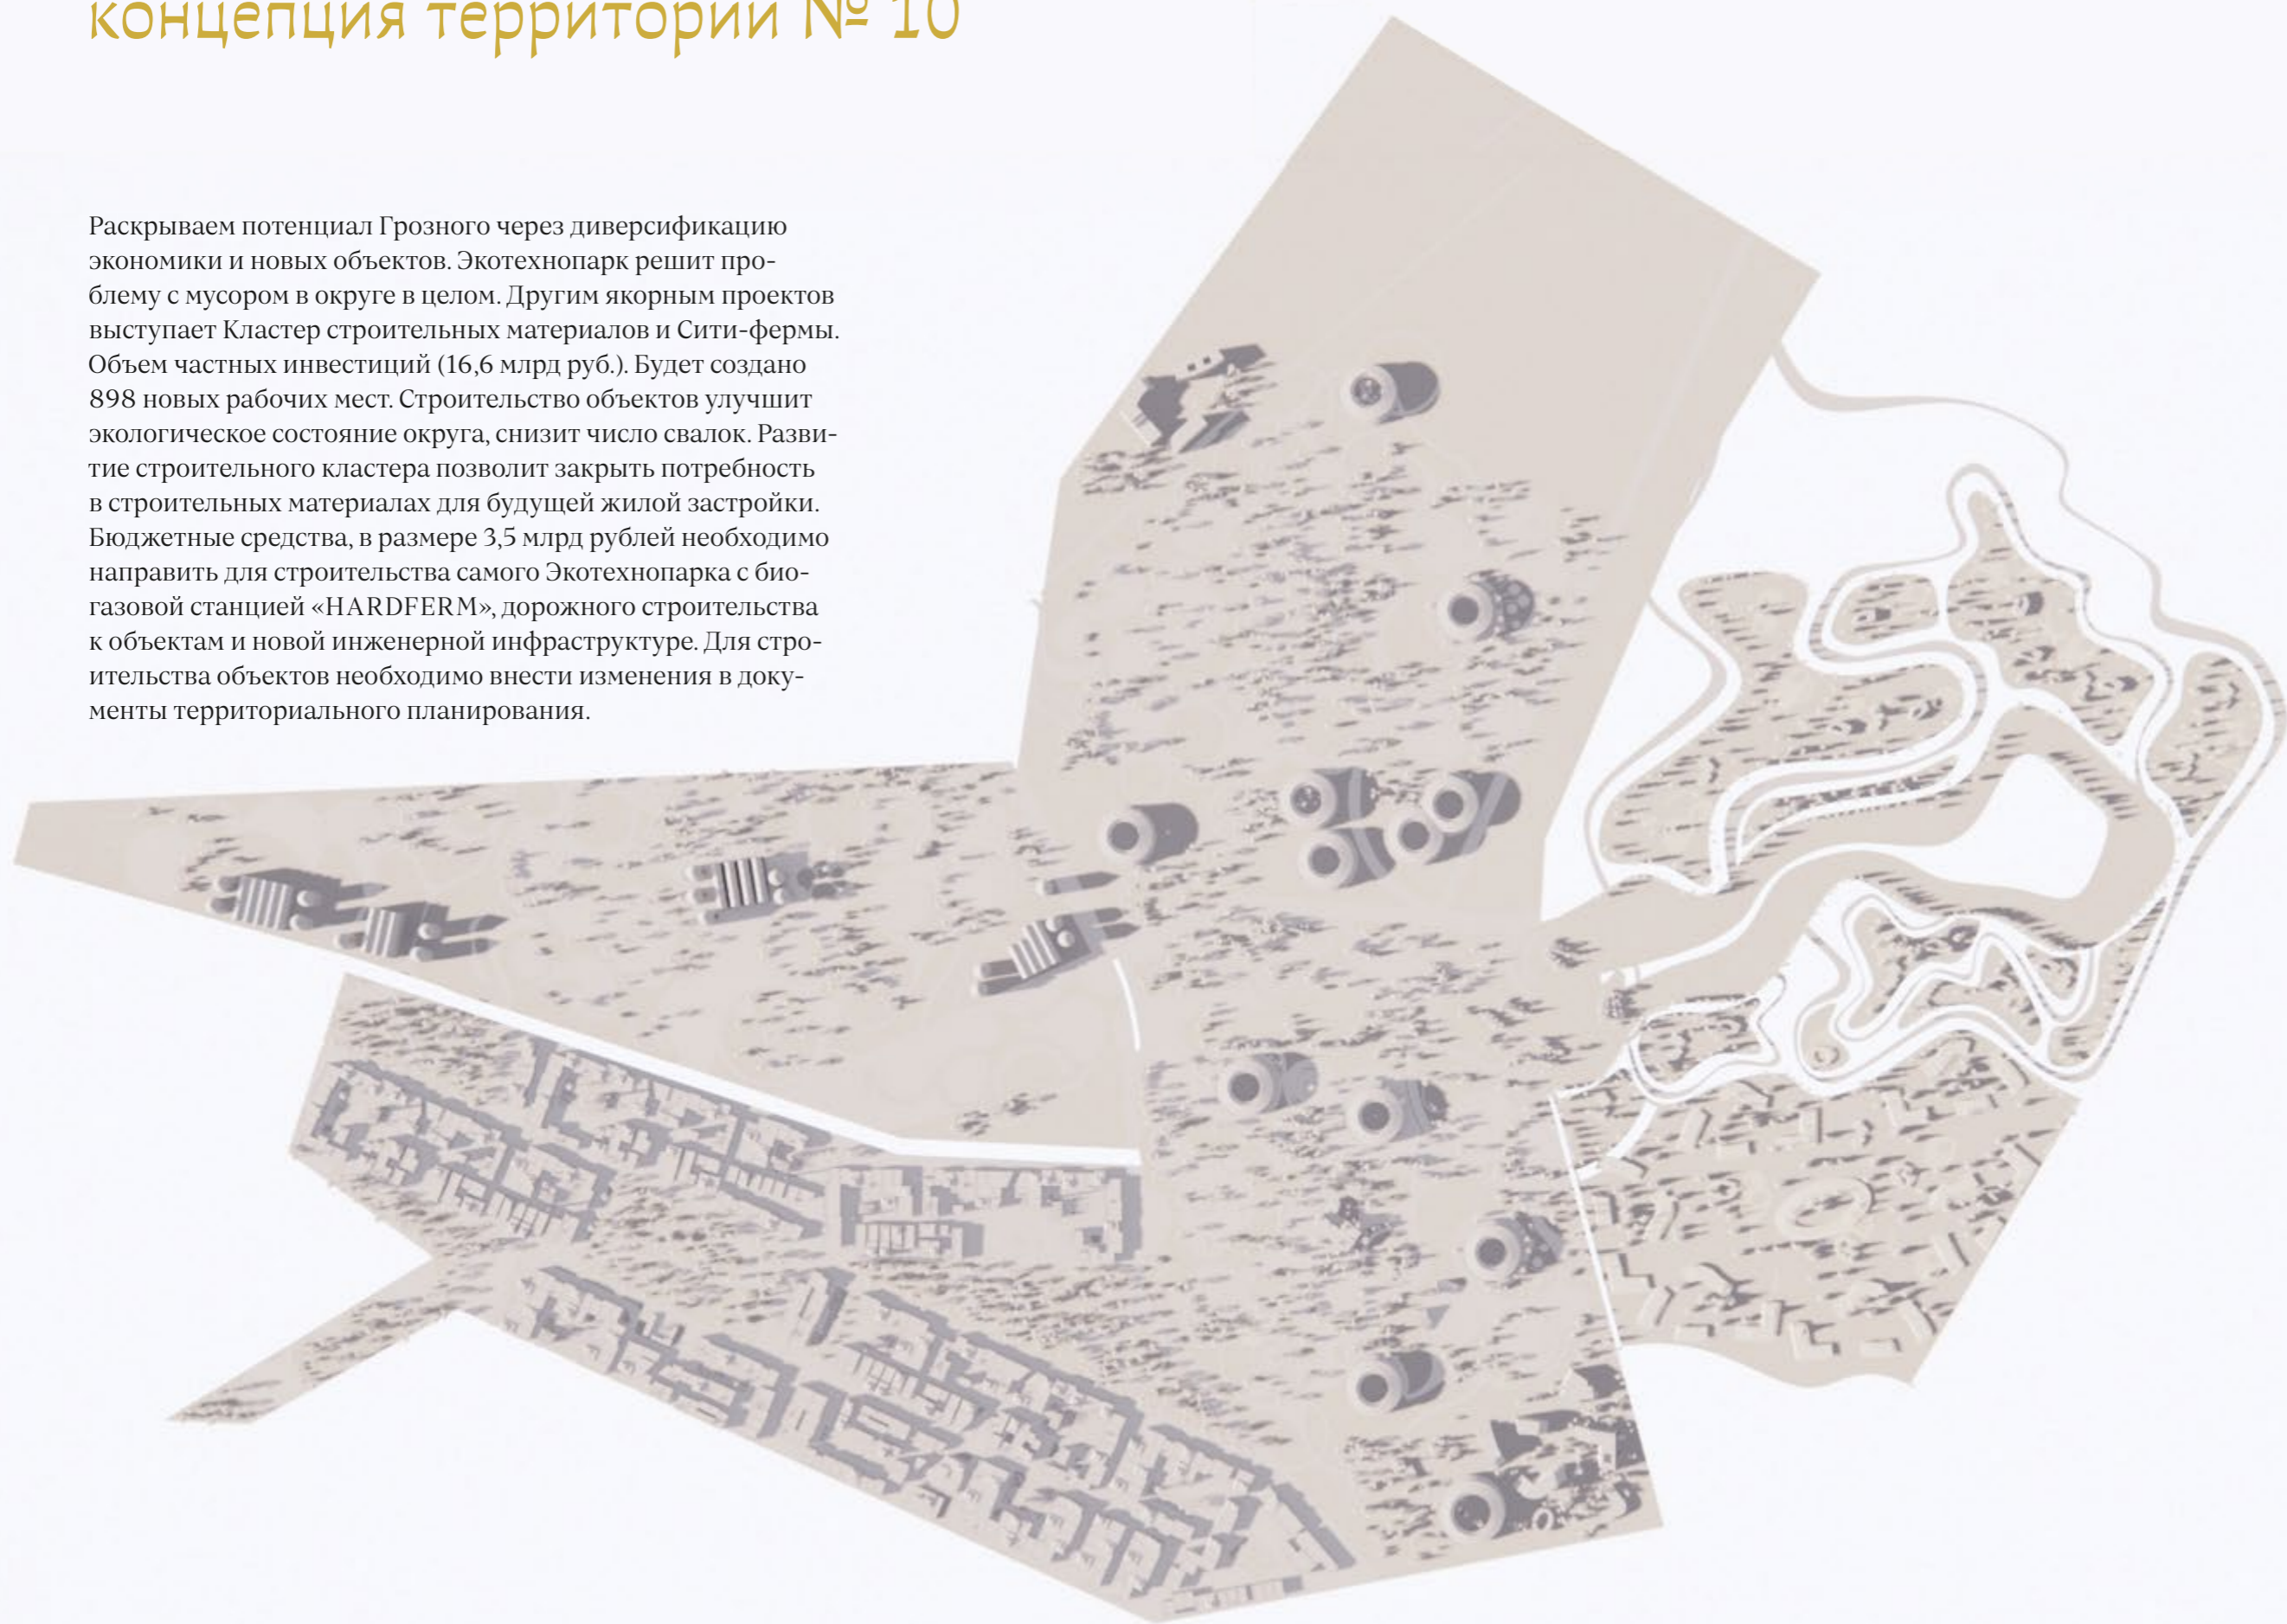 концепция территории № 10
Раскрываем потенциал Грозного через диверсификацию
экономики и новых объектов. Экотехнопарк решит про-
блему с мусором в округе в целом. Другим якорным проектов
выступает Кластер строительных материалов и Сити-фермы.
Объем частных инвестиций (16,6 млрд руб.). Будет создано
898 новых рабочих мест. Строительство объектов улучшит
экологическое состояние округа, снизит число свалок. Разви-
тие строительного кластера позволит закрыть потребность
в строительных материалах для будущей жилой застройки.
Бюджетные средства, в размере 3,5 млрд рублей необходимо
направить для строительства самого Экотехнопарка с био-
газовой станцией «HARDFERM», дорожного строительства
к объектам и новой инженерной инфраструктуре. Для стро-
ительства объектов необходимо внести изменения в доку-
менты территориального планирования.